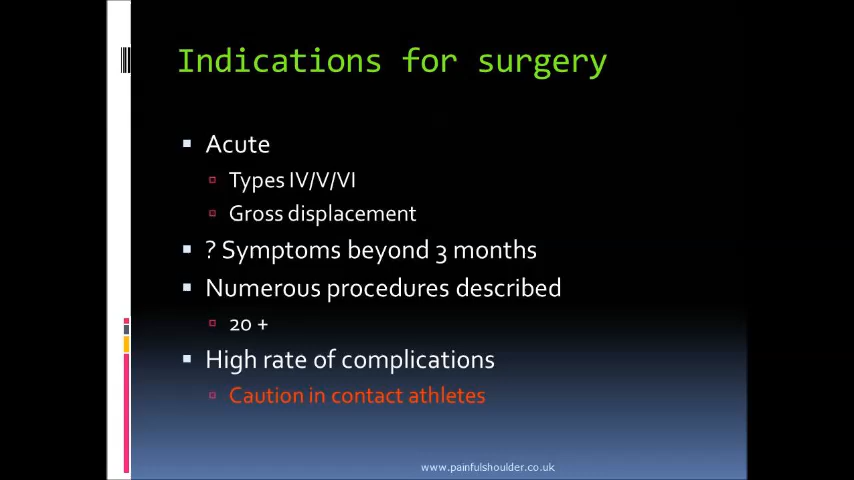 Indications for surgery
Acute
Types IV/V/VI
Gross displacement
? Symptoms beyond 3 months
Numerous procedures described
20 +
High rate of complications
Caution in contact athletes
www.painfulshoulder.co.uk